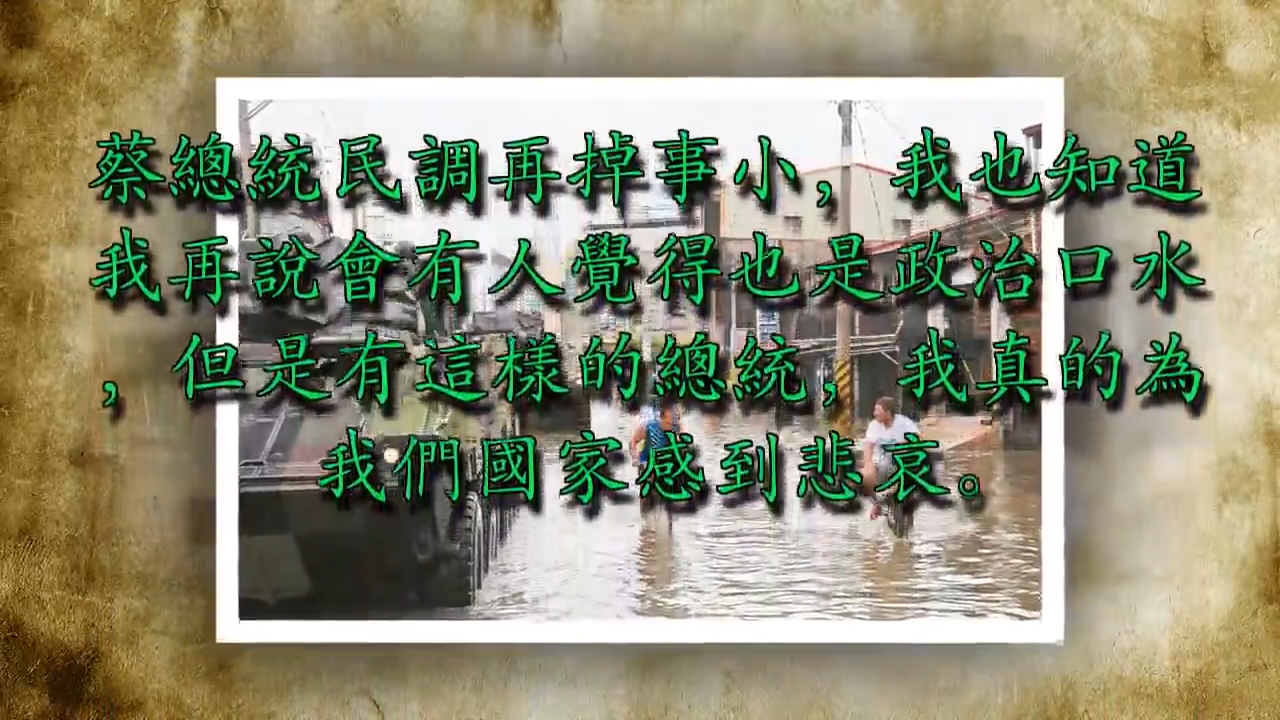 蔡總統民調再掉事小，我也知道
我再說會有人覺得也是政治口水
，但是有這樣的總統，我真的為
我們國家感到悲哀。